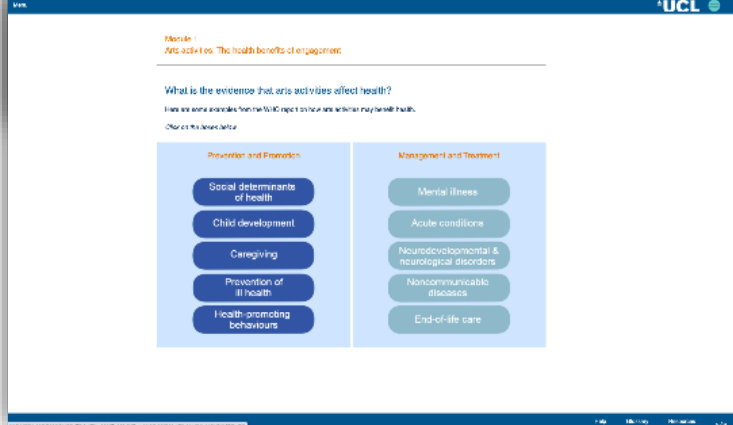 Menu
UCL
Module 1
Arts activities: The health benefits of engagement
What is the evidence that arts activities affect health?
Here are some examples from the WHO report on how arts activities may benefit health.
Click on the boxes below
Prevention and Promotion
Social determinants
of health
Child development
Caregiving
Prevention of
ill health
Health-promoting
behaviours
Management and Treatment
Mental illness
Acute conditions
Neurodevelopmental &
neurological disorders
Noncommunicable
diseases
End-of-life care
Help Glossary Resources